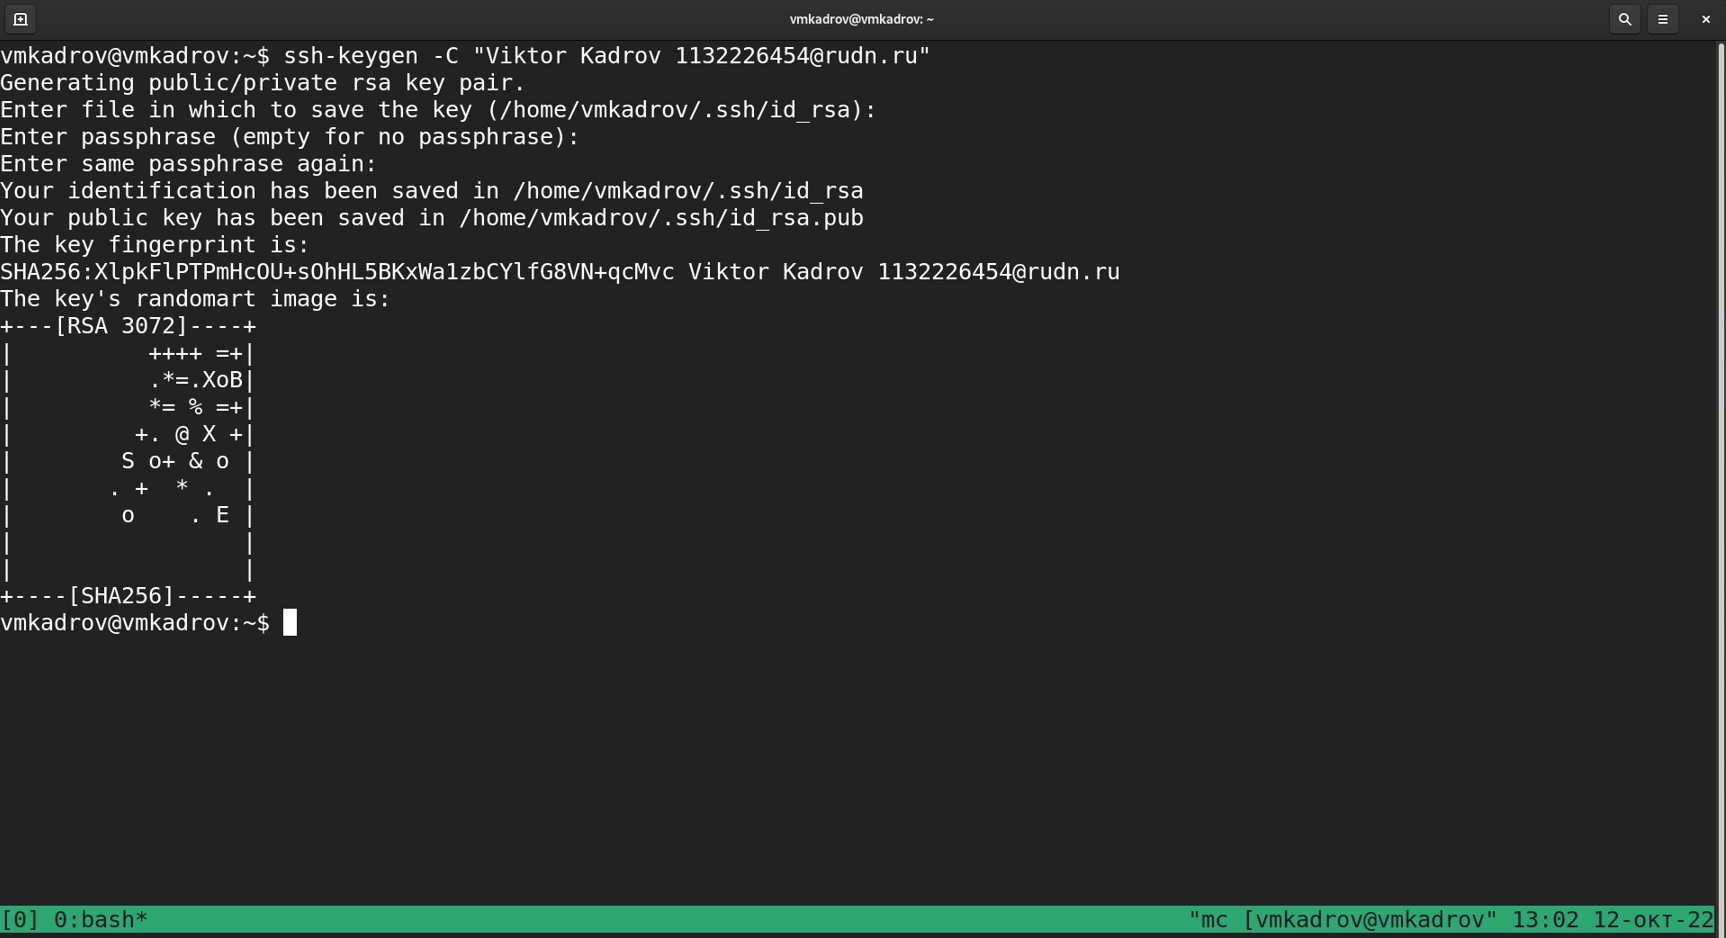 vmkadrov@vmkadrov: ~
vmkadrov@vmkadrov:~$ ssh-keygen -C "Viktor Kadrov 1132226454@rudn.ru"
Generating public/private rsa key pair.
Enter file in which to save the key (/home/vmkadrov/.ssh/id_rsa):
Enter passphrase (empty for no passphrase):
Enter same passphrase again:
Your identification has been saved in /home/vmkadrov/.ssh/id_rsa
Your public key has been saved in /home/vmkadrov/.ssh/id_rsa.pub
The key fingerprint is:
SHA256:XlpkFlPTPmHcOU+sOhHL5BKxWa1zbCYlfG8VN+qcMvc Viktor Kadrov 1132226454@rudn.ru
The key's randomart image is:
+---[RSA 3072]----+
|          ++++ =+|
|          .*=.XoB|
|          *= % =+|
|         +. @ X +|
|        S o+ & o |
|       . +  * .  |
|        o    . E |
|                 |
|                 |
+----[SHA256]-----+
vmkadrov@vmkadrov:~$
[0] 0:bash* "mc [vmkadrov@vmkadrov" 13:02 12-окт-22